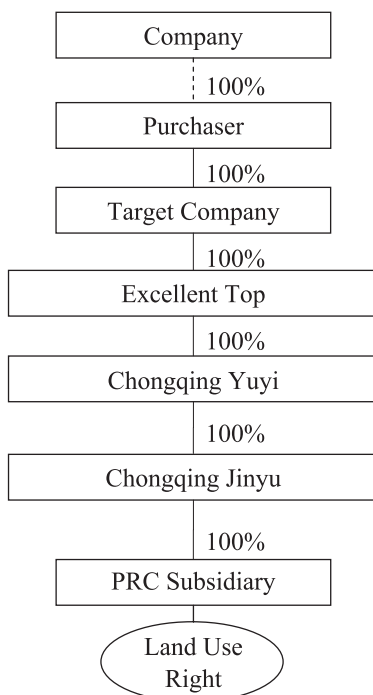 Company
100%
Purchaser
100%
Target Company
100%
Excellent Top
100%
Chongqing Yuyi
100%
Chongqing Jinyu
100%
PRC Subsidiary
Land Use
Right